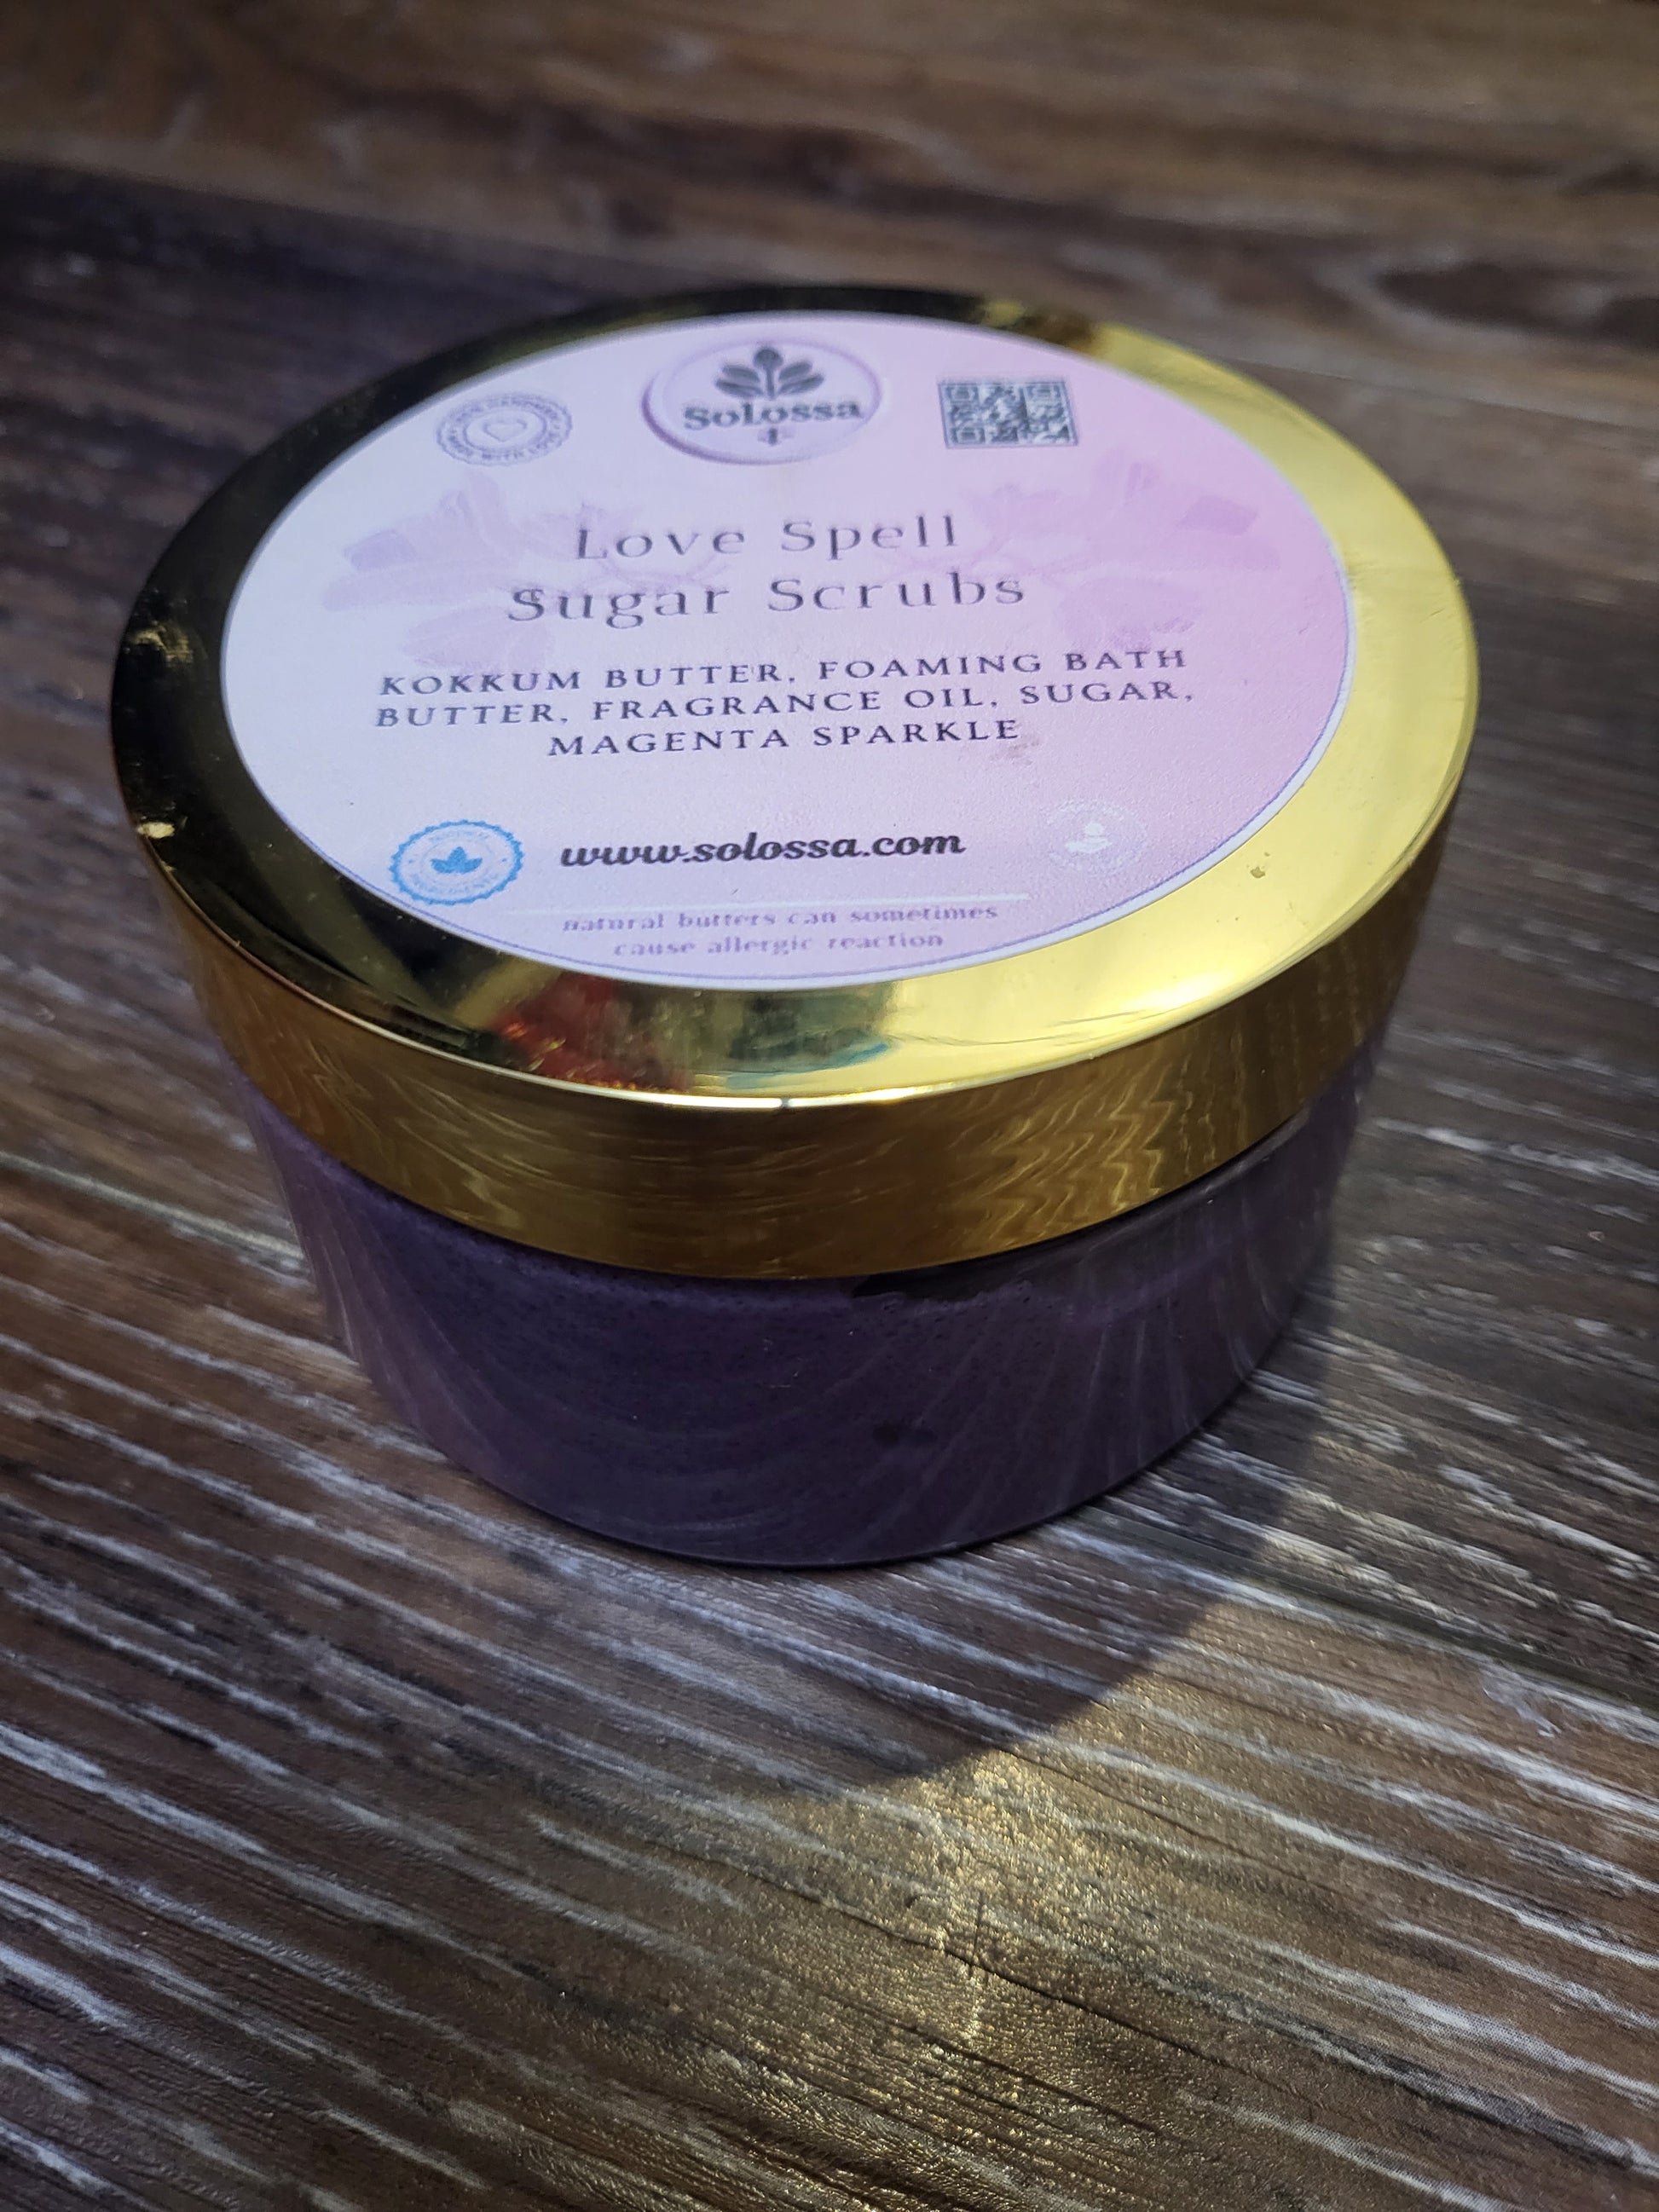 Solossa
Love Spell
Sugar Scrubs
KOKKUM BUTTER, FOAMING BATH
BUTTER, FRAGRANCE OIL, SUGAR,
MAGENTA SPARKLE
www.solossa.com
natural butters can sometimes
cause allergic reaction